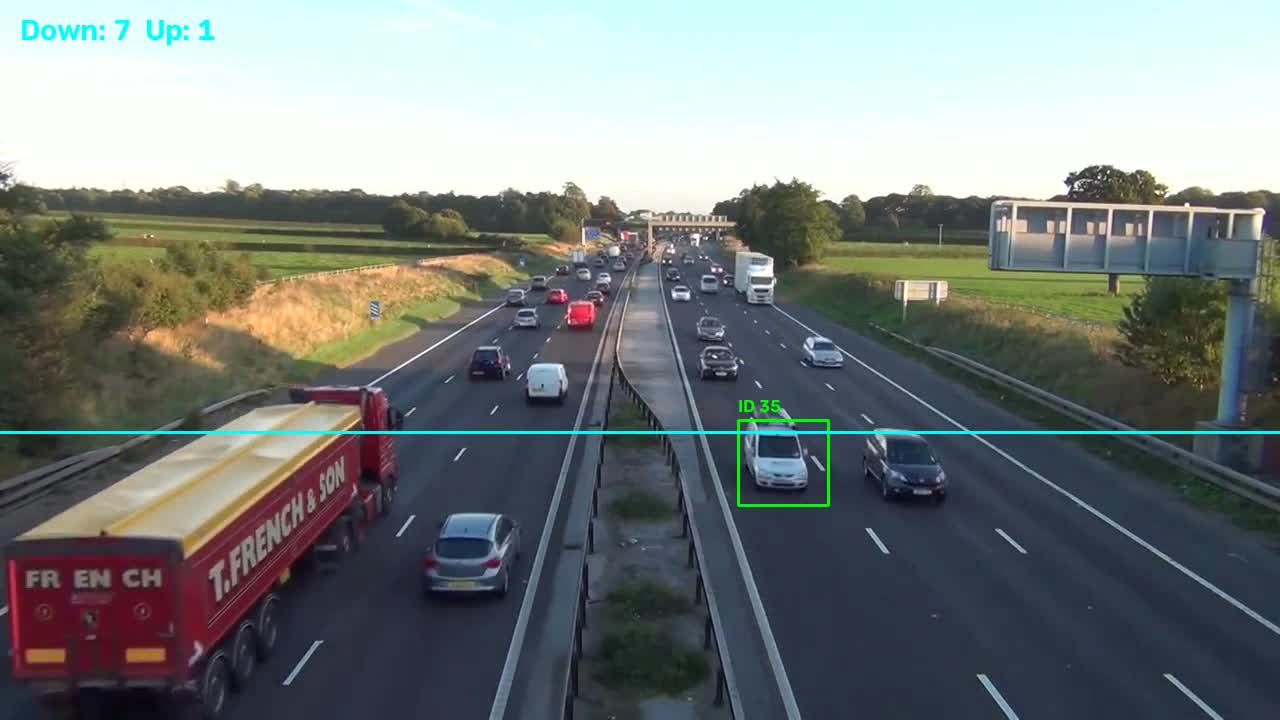 Down: 7 Up: 1
ID 35
T.FRENCH & SON
FR EN CH